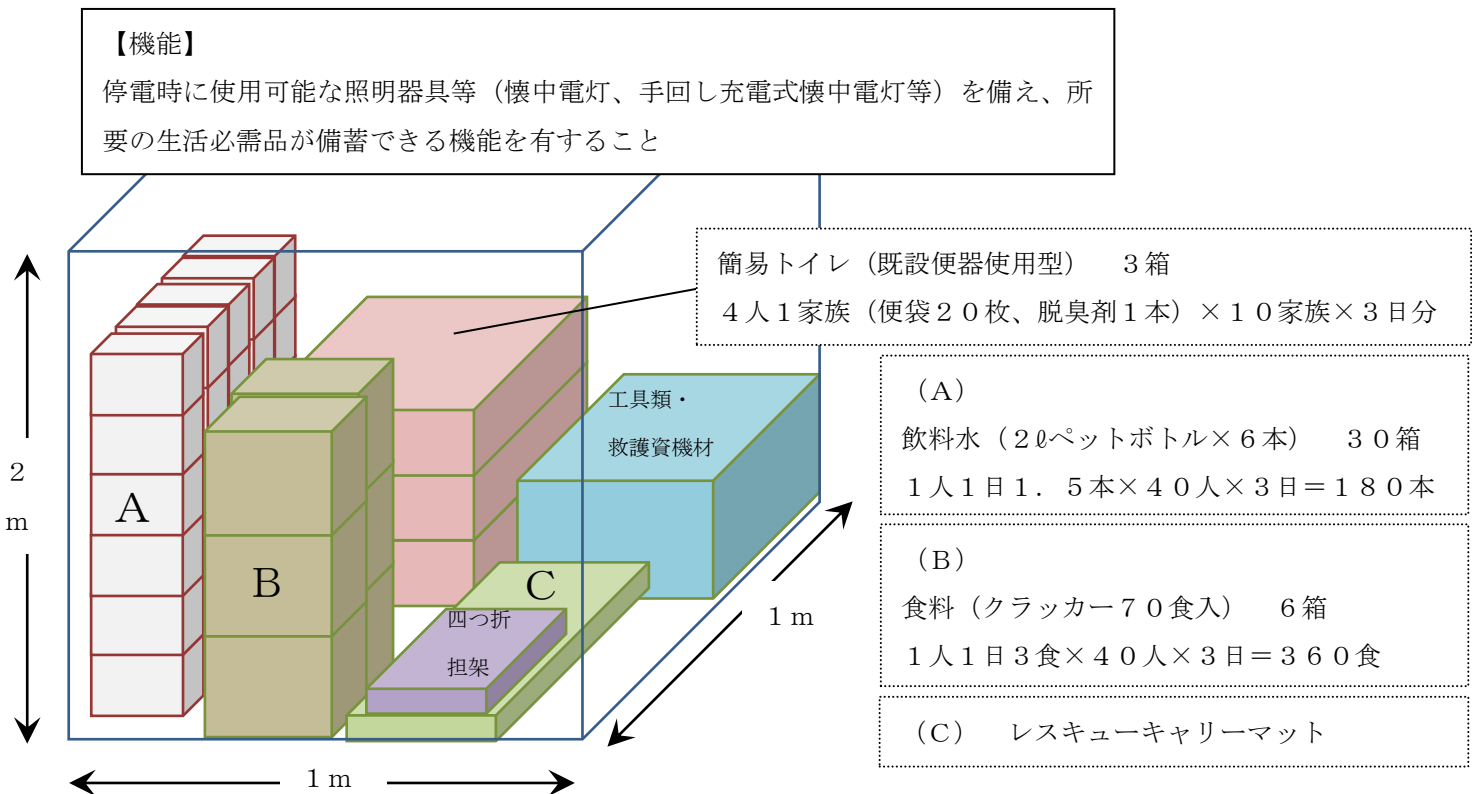 【機能】
停電時に使用可能な照明器具等(懐中電灯、手回し充電式懐中電灯等)を備え、所
要の生活必需品が備蓄できる機能を有すること
簡易トイレ(既設便器使用型) 3箱
4人1家族(便袋20枚、脱臭剤1本)×10家族×3日分
工具類・
救護資機材
(A)
飲料水(2ℓペットボトル×6本) 30箱
1人1日1.5本×40人×3日=180本
2
m
A
B
C
四つ折
担架
1m
(B)
食料(クラッカー70食入) 6箱
1人1日3食×40人×3日=360食
(C) レスキューキャリーマット
1m